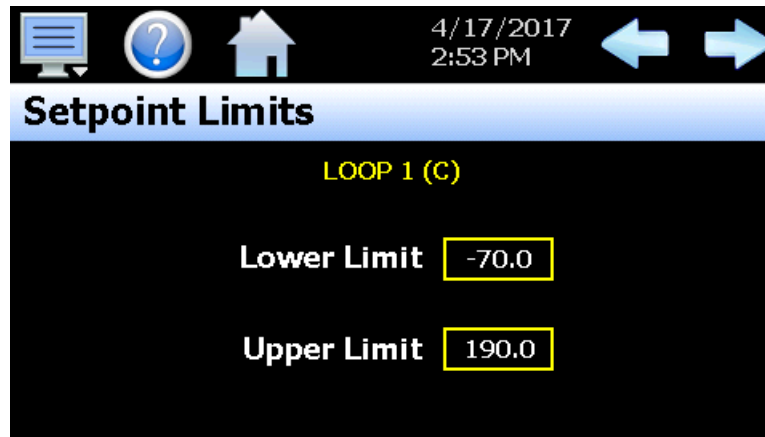 ?
4/17/2017
2:53 PM
Setpoint Limits
LOOP 1 (C)
Lower Limit -70.0
Upper Limit 190.0